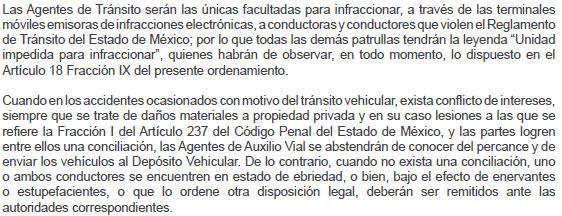 Las Agentes de Tránsito serán las únicas facultadas para infraccionar, a través de las terminales
móviles emisoras de infracciones electrónicas, a conductoras y conductores que violen el Reglamento
de Tránsito del Estado de México; por lo que todas las demás patrullas tendrán la leyenda “Unidad
impedida para infraccionar”, quienes habrán de observar, en todo momento, lo dispuesto en el
Artículo 18 Fracción IX del presente ordenamiento.

Cuando en los accidentes ocasionados con motivo del tránsito vehicular, exista conflicto de intereses,
siempre que se trate de daños materiales a propiedad privada y en su caso lesiones a las que se
refiere la Fracción I del Artículo 237 del Código Penal del Estado de México, y las partes logren
entre ellos una conciliación, las Agentes de Auxilio Vial se abstendrán de conocer del percance y de
enviar los vehículos al Depósito Vehicular. De lo contrario, cuando no exista una conciliación, uno
o ambos conductores se encuentren en estado de ebriedad, o bien, bajo el efecto de enervantes
o estupefacientes, o que lo ordene otra disposición legal, deberán ser remitidos ante las
autoridades correspondientes.